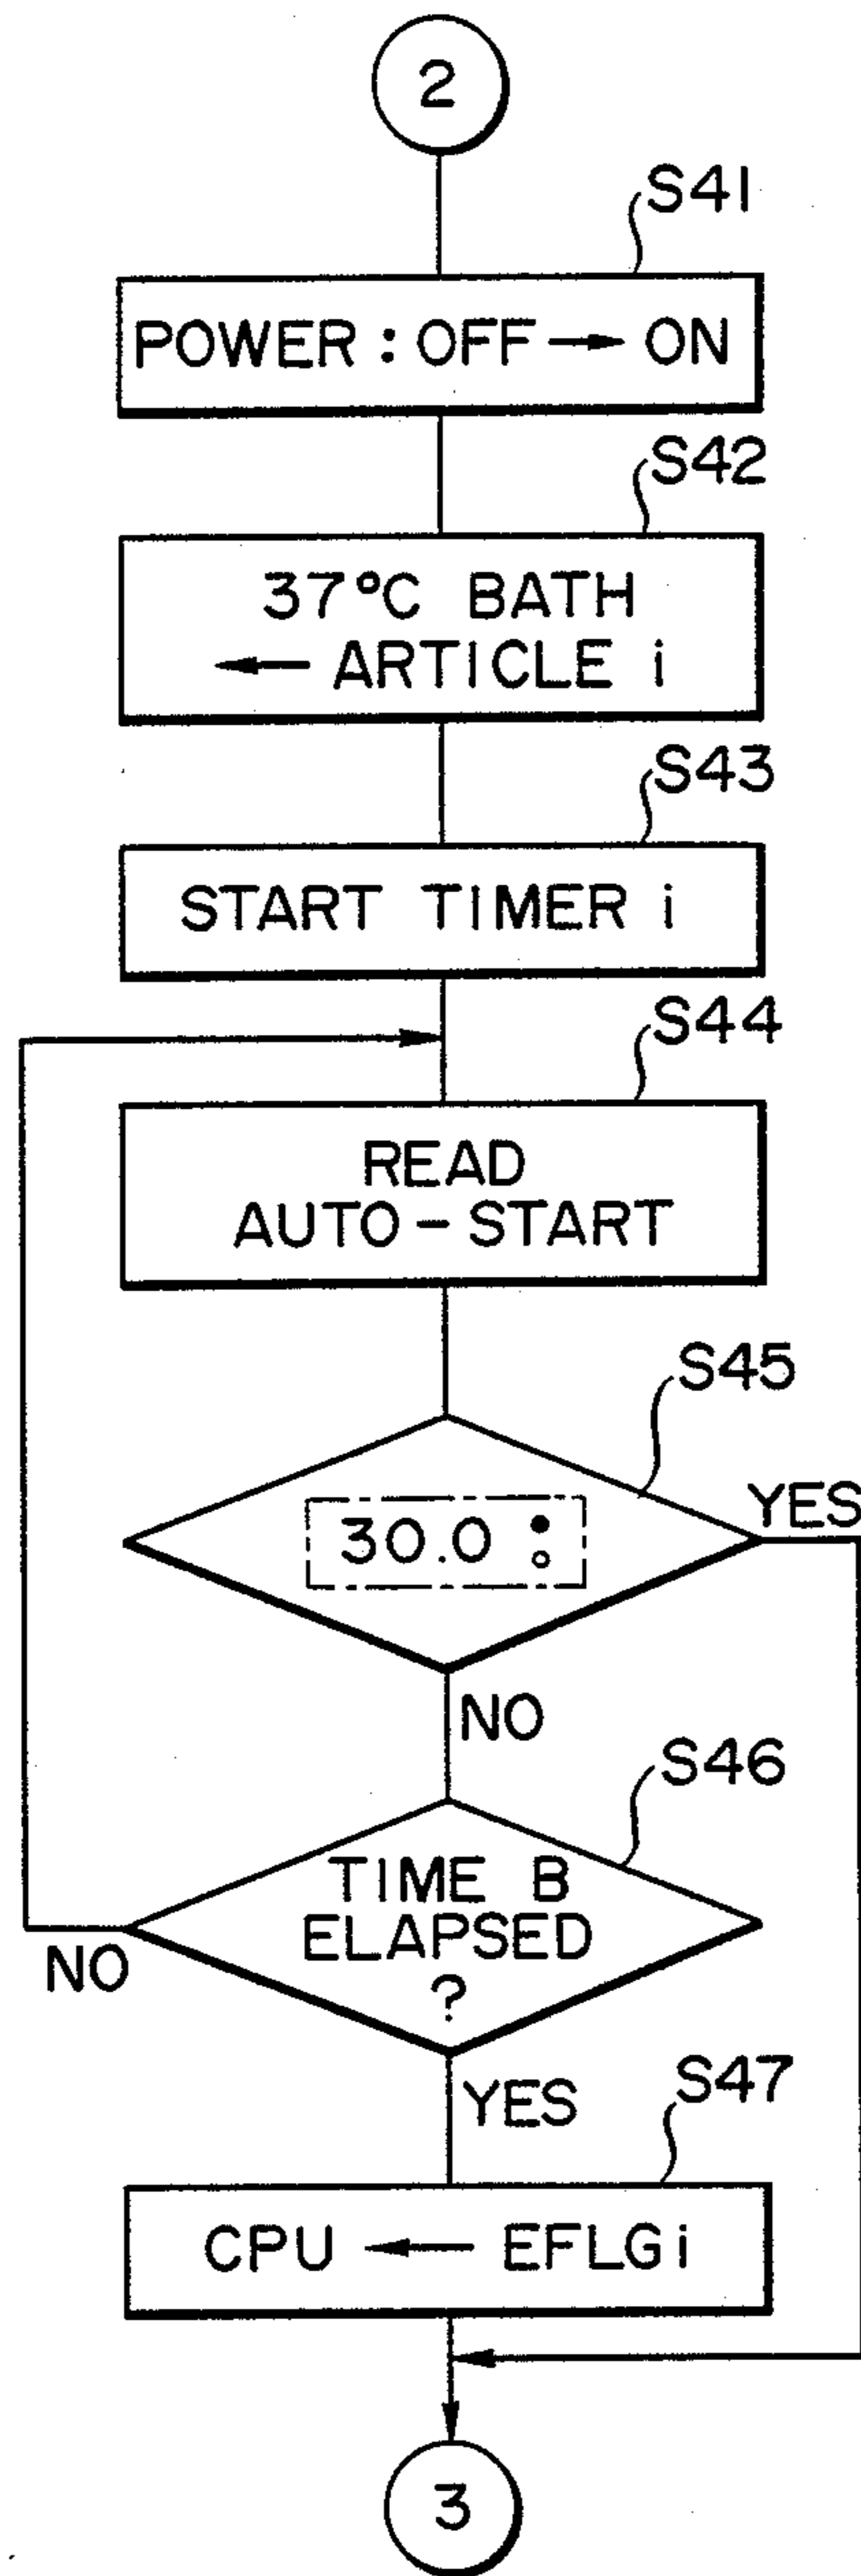 2
S41
POWER : OFF → ON
S42
37°C BATH
← ARTICLE i
S43
START TIMER i
S44
READ
AUTO - START
S45
30.0
YES
NO
S46
TIME B
ELAPSED
?
NO
YES
S47
CPU ← EFLG i
3